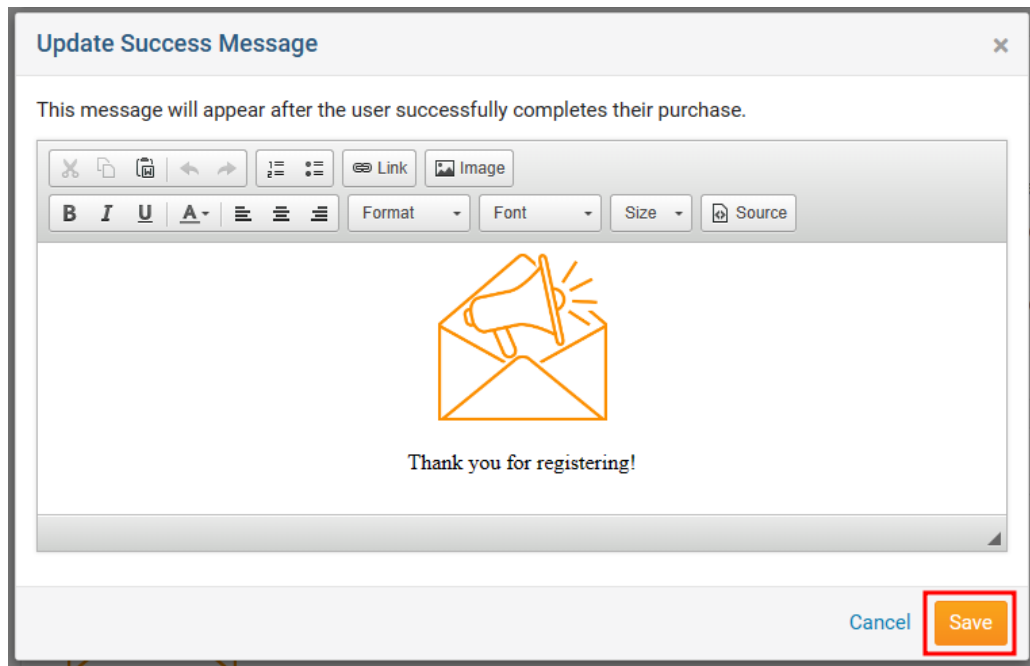 Update Success Message ×
This message will appear after the user successfully completes their purchase.
Link Image
B I U A Format Font Size Source
Thank you for registering!
Cancel Save